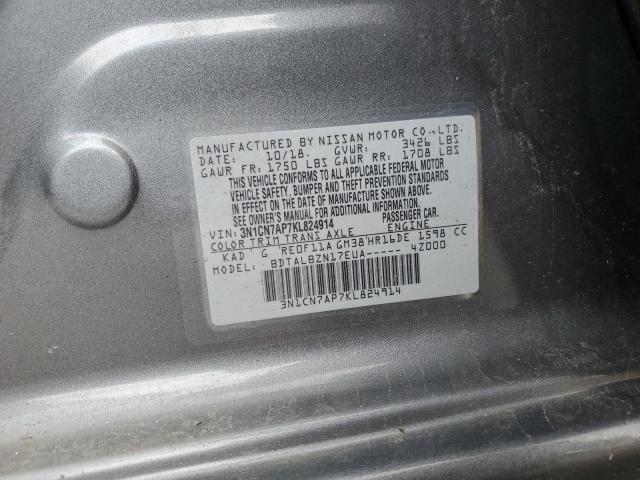 MANUFACTURED BY NISSAN MOTOR CO.,LTD.
DATE: 10/18. GVWR: 3426 LBS
GAWR FR: 1750 LBS GAWR RR: 1708 LBS
THIS VEHICLE CONFORMS TO ALL APPLICABLE FEDERAL MOTOR
VEHICLE SAFETY, BUMPER AND THEFT PREVENTION STANDARDS
IN EFFECT ON THE DATE OF MANUFACTURE SHOWN ABOVE.
SEE OWNER'S MANUAL FOR ADDITIONAL INFORMATION.
VIN: 3N1CN7AP7KL824914 PASSENGER CAR.
COLOR TRIM TRANS AXLE ENGINE
KAD G RE0F11A GM38 HR16DE 1598 CC
MODEL: BDTALBZN17EUA----- 4Z000
3N1CN7AP7KL824914